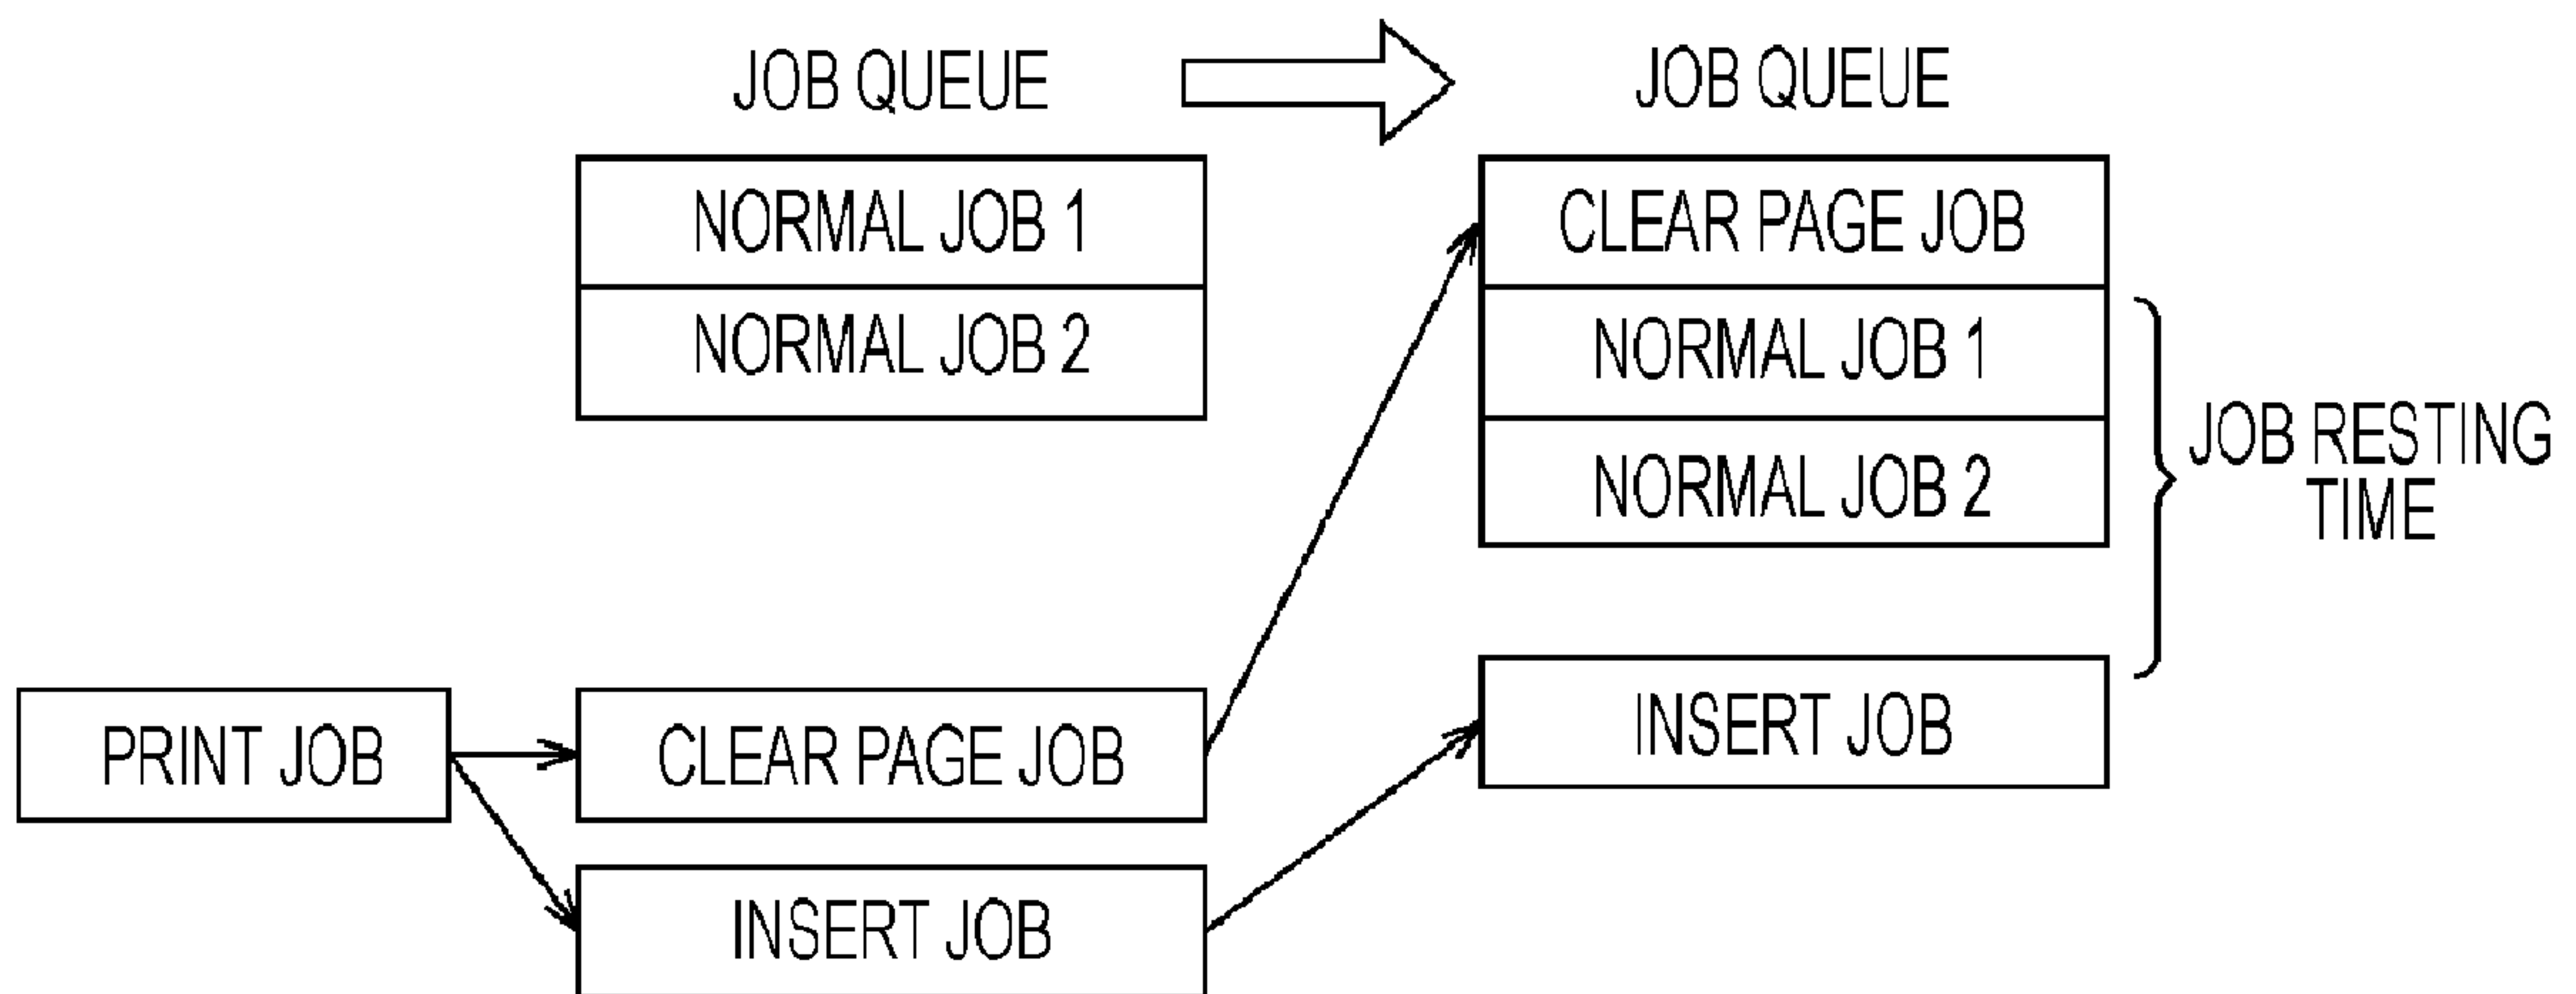 JOB QUEUE
NORMAL JOB 1
NORMAL JOB 2
PRINT JOB
CLEAR PAGE JOB
INSERT JOB
JOB QUEUE
CLEAR PAGE JOB
NORMAL JOB 1
NORMAL JOB 2
INSERT JOB
JOB RESTING
TIME